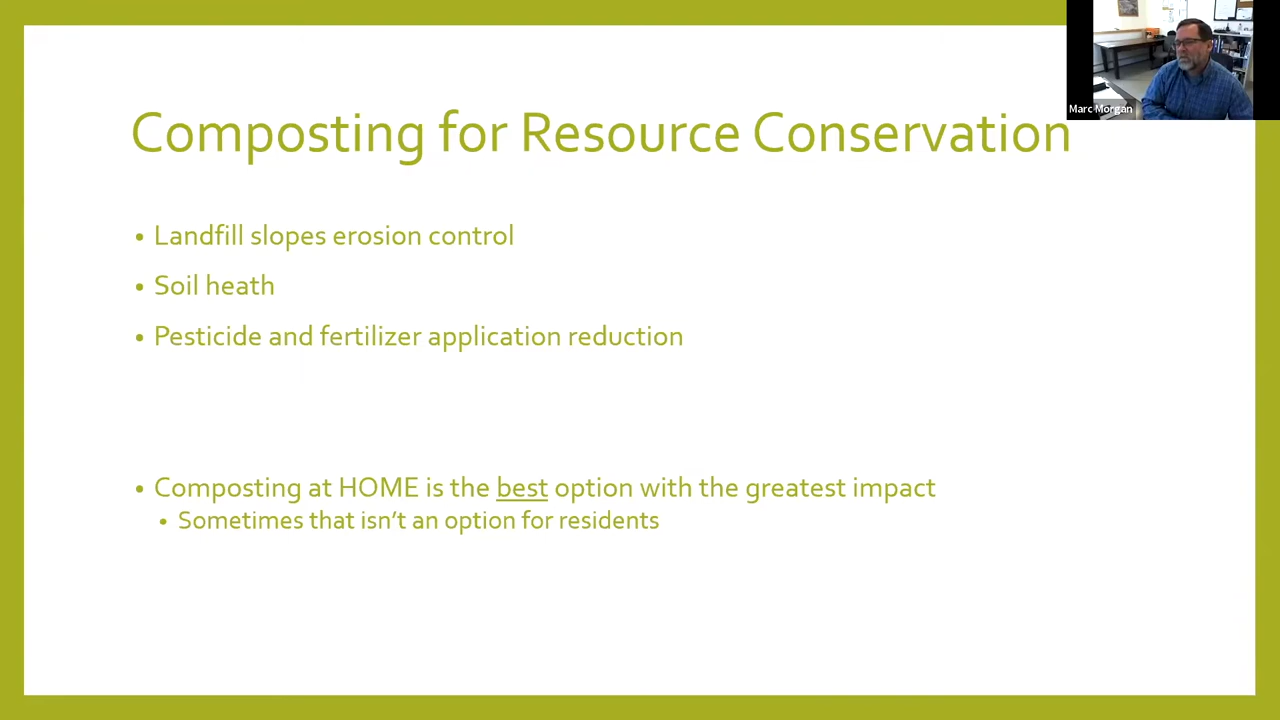 Marc Morgan
Composting for Resource Conservation
• Landfill slopes erosion control
• Soil heath
• Pesticide and fertilizer application reduction
• Composting at HOME is the best option with the greatest impact
• Sometimes that isn’t an option for residents